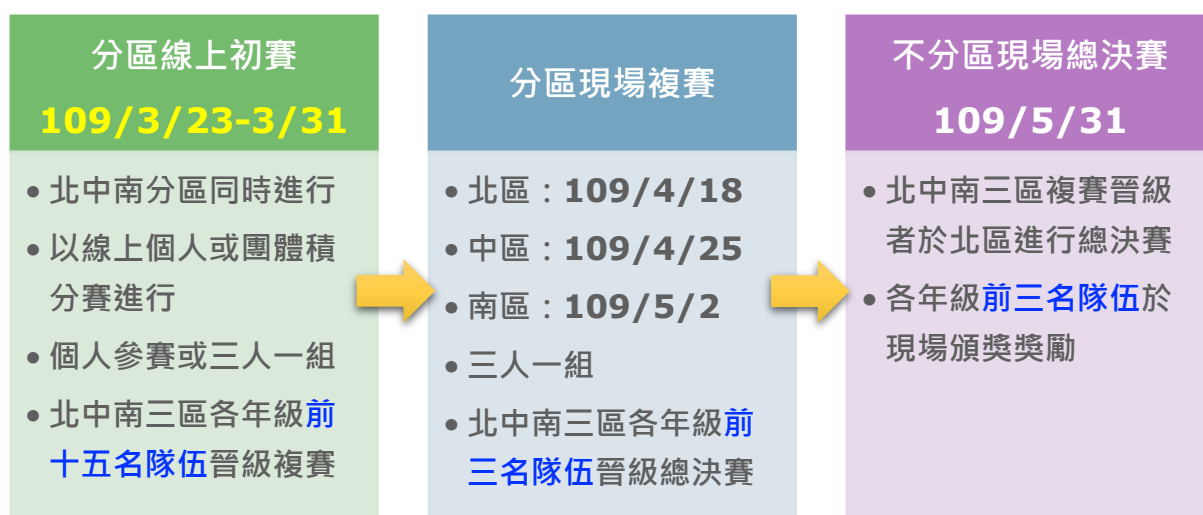 分區線上初賽
109/3/23-3/31
• 北中南分區同時進行
• 以線上個人或團體積
分賽進行
• 個人參賽或三人一組
• 北中南三區各年級前
十五名隊伍晉級複賽
分區現場複賽
• 北區：109/4/18
• 中區：109/4/25
• 南區：109/5/2
• 三人一組
• 北中南三區各年級前
三名隊伍晉級總決賽
不分區現場總決賽
109/5/31
• 北中南三區複賽晉級
者於北區進行總決賽
• 各年級前三名隊伍於
現場頒獎獎勵